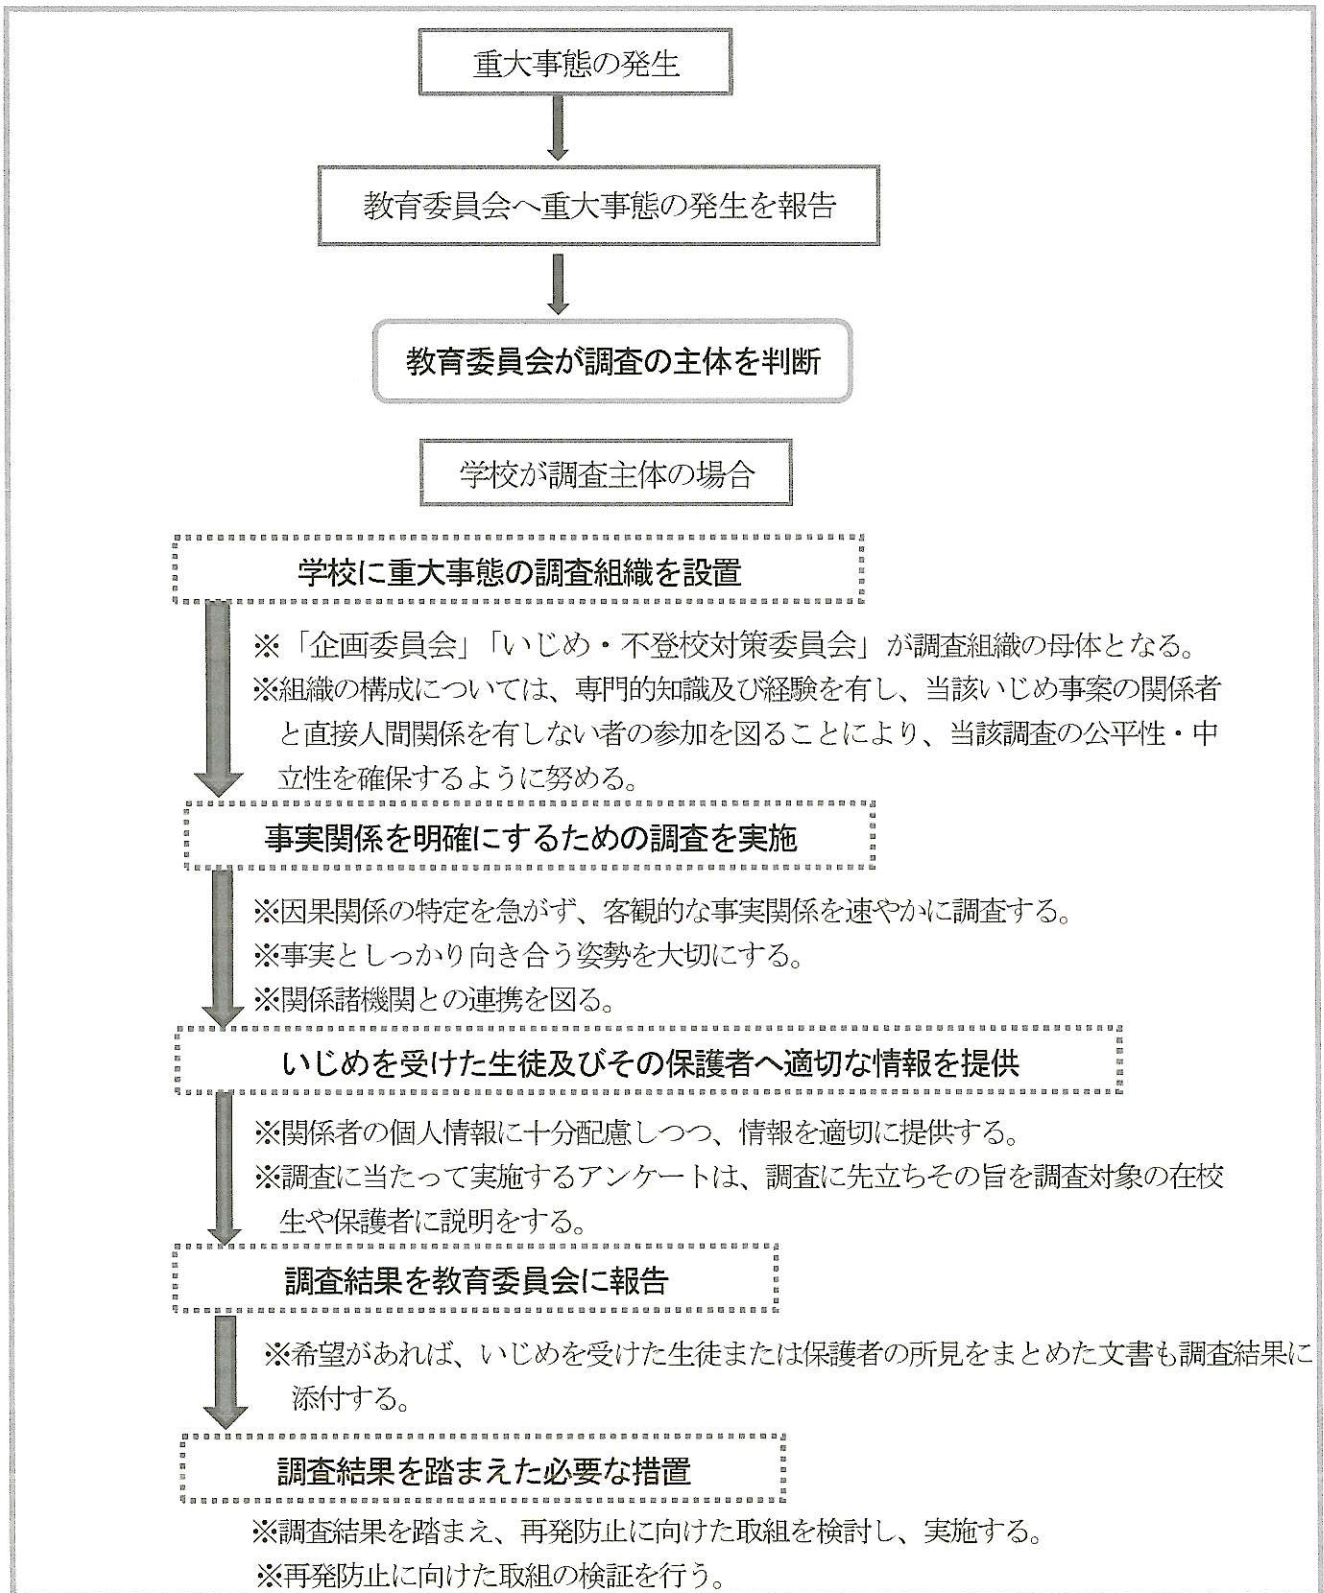 重大事態の発生
教育委員会へ重大事態の発生を報告
教育委員会が調査の主体を判断
学校が調査主体の場合
学校に重大事態の調査組織を設置
※「企画委員会」「いじめ・不登校対策委員会」が調査組織の母体となる。
※組織の構成については、専門的知識及び経験を有し、当該いじめ事案の関係者
と直接人間関係を有しない者の参加を図ることにより、当該調査の公平性・中
立性を確保するように努める。
事実関係を明確にするための調査を実施
※因果関係の特定を急がず、客観的な事実関係を速やかに調査する。
※事実としっかり向き合う姿勢を大切にする。
※関係諸機関との連携を図る。
いじめを受けた生徒及びその保護者へ適切な情報を提供
※関係者の個人情報に十分配慮しつつ、情報を適切に提供する。
※調査に当たって実施するアンケートは、調査に先立ちその旨を調査対象の在校
生や保護者に説明をする。
調査結果を教育委員会に報告
※希望があれば、いじめを受けた生徒または保護者の所見をまとめた文書も調査結果に
添付する。
調査結果を踏まえた必要な措置
※調査結果を踏まえ、再発防止に向けた取組を検討し、実施する。
※再発防止に向けた取組の検証を行う。